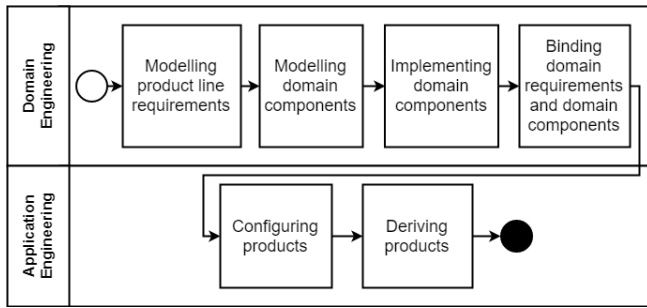 Domain
Engineering
Modelling
product line
requirements
Modelling
domain
components
Implementing
domain
components
Binding
domain
requirements
and domain
components
Application
Engineering
Configuring
products
Deriving
products